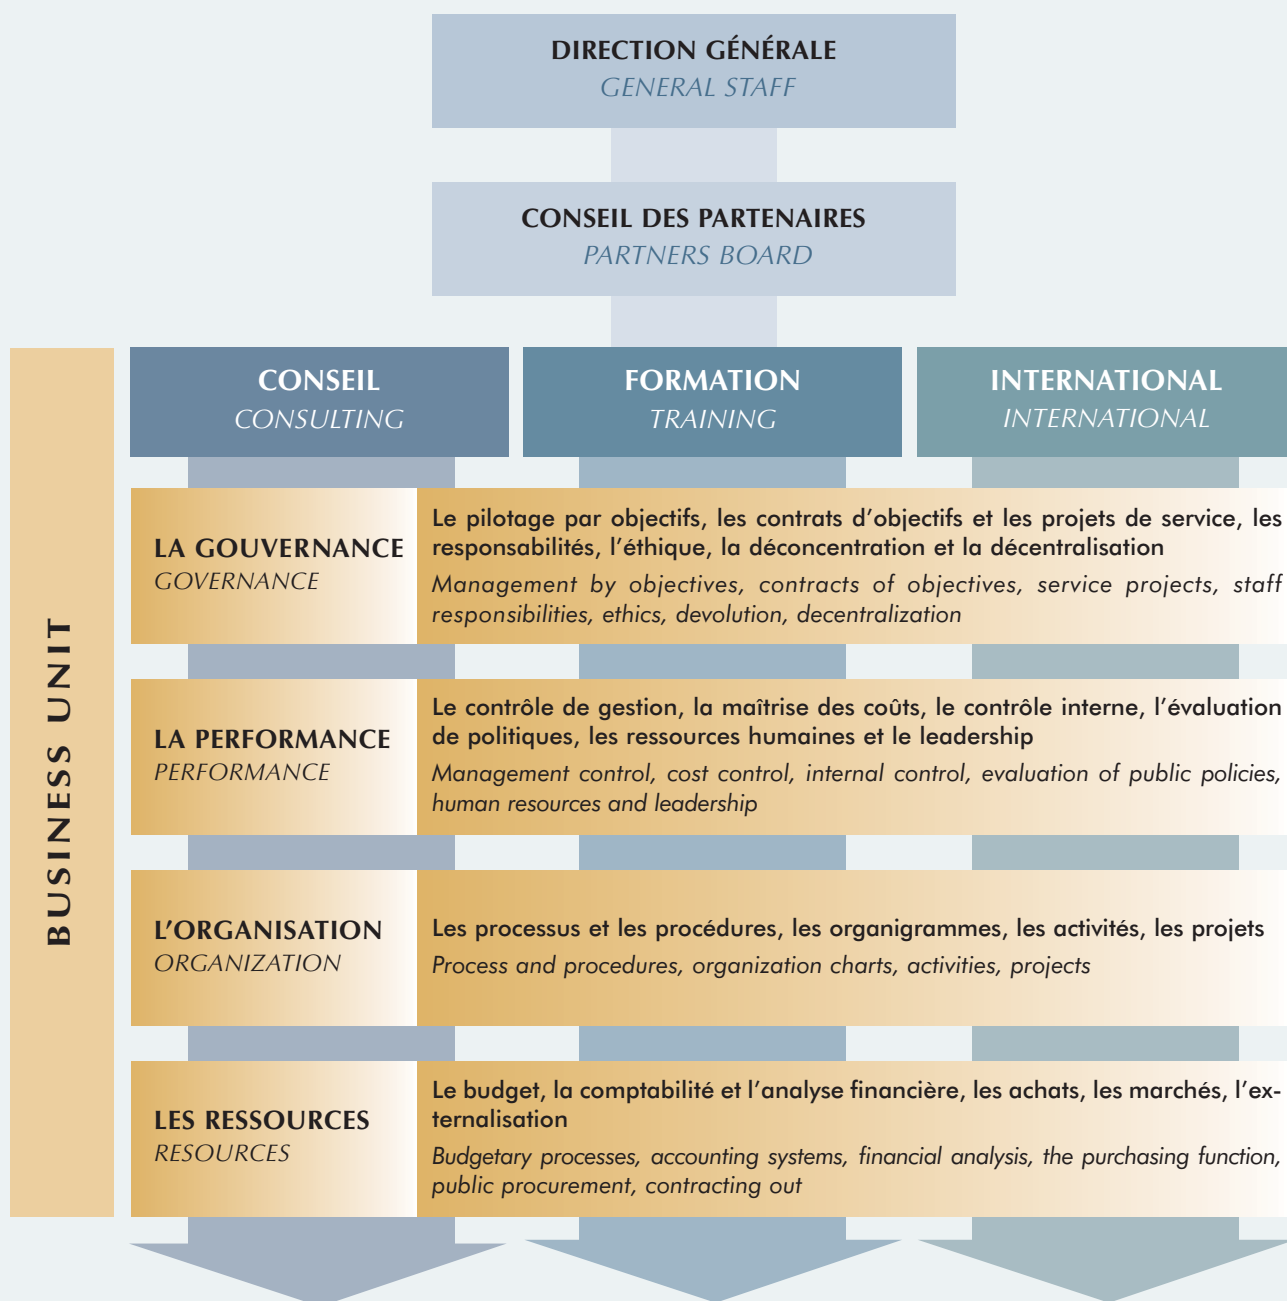 DIRECTION GÉNÉRALE
GENERAL STAFF
CONSEIL DES PARTENAIRES
PARTNERS BOARD
CONSEIL
CONSULTING
FORMATION
TRAINING
INTERNATIONAL
INTERNATIONAL
BUSINESS UNIT
LA GOUVERNANCE
GOVERNANCE
Le pilotage par objectifs, les contrats d’objectifs et les projets de service, les
responsabilités, l’éthique, la déconcentration et la décentralisation
Management by objectives, contracts of objectives, service projects, staff
responsibilities, ethics, devolution, decentralization
LA PERFORMANCE
PERFORMANCE
Le contrôle de gestion, la maîtrise des coûts, le contrôle interne, l’évaluation
de politiques, les ressources humaines et le leadership
Management control, cost control, internal control, evaluation of public policies,
human resources and leadership
L’ORGANISATION
ORGANIZATION
Les processus et les procédures, les organigrammes, les activités, les projets
Process and procedures, organization charts, activities, projects
LES RESSOURCES
RESOURCES
Le budget, la comptabilité et l’analyse financière, les achats, les marchés, l’ex-
ternalisation
Budgetary processes, accounting systems, financial analysis, the purchasing function,
public procurement, contracting out